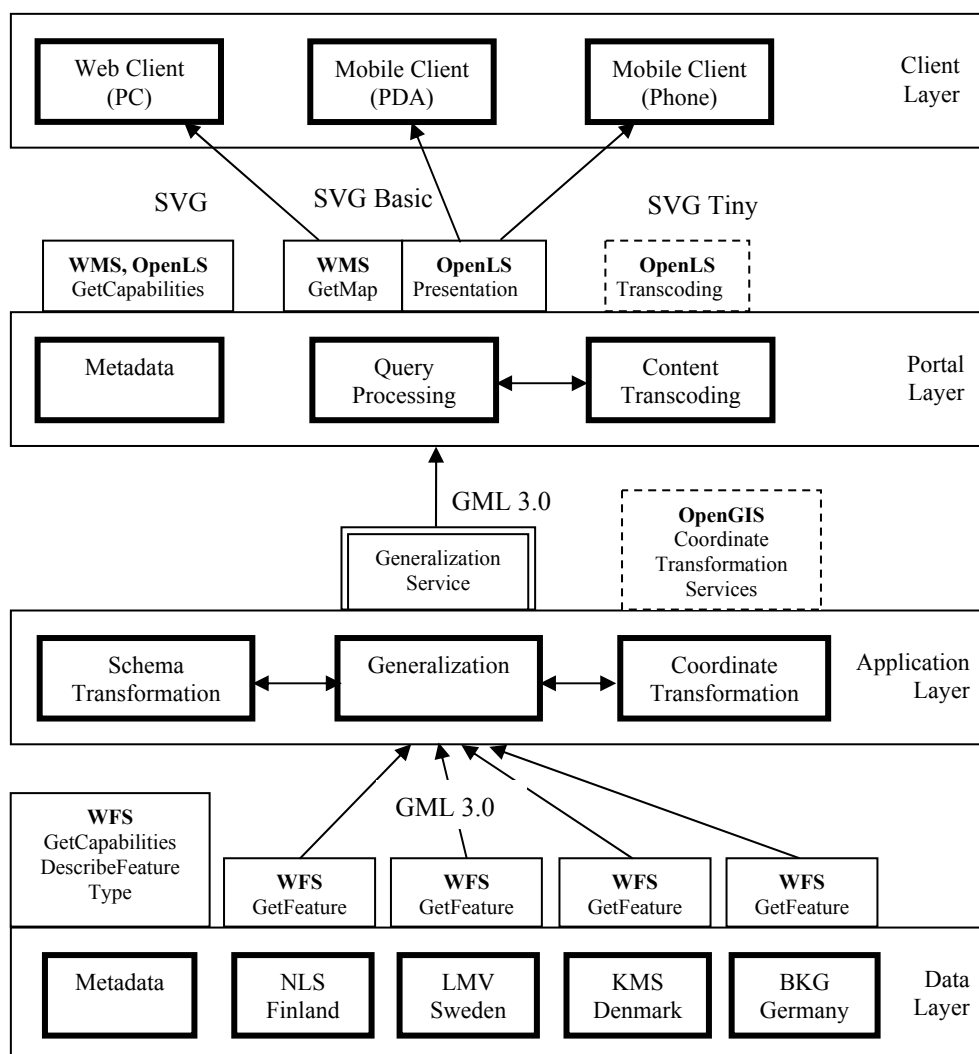 Web Client
(PC)
Mobile Client
(PDA)
Mobile Client
(Phone)
Client
Layer
SVG
SVG Basic
SVG Tiny
WMS, OpenLS
GetCapabilities
WMS
GetMap
OpenLS
Presentation
OpenLS
Transcoding
Metadata
Query
Processing
Content
Transcoding
Portal
Layer
GML 3.0
Generalization
Service
OpenGIS
Coordinate
Transformation
Services
Schema
Transformation
Generalization
Coordinate
Transformation
Application
Layer
GML 3.0
WFS
GetCapabilities
DescribeFeature
Type
WFS
GetFeature
WFS
GetFeature
WFS
GetFeature
WFS
GetFeature
Metadata
NLS
Finland
LMV
Sweden
KMS
Denmark
BKG
Germany
Data
Layer